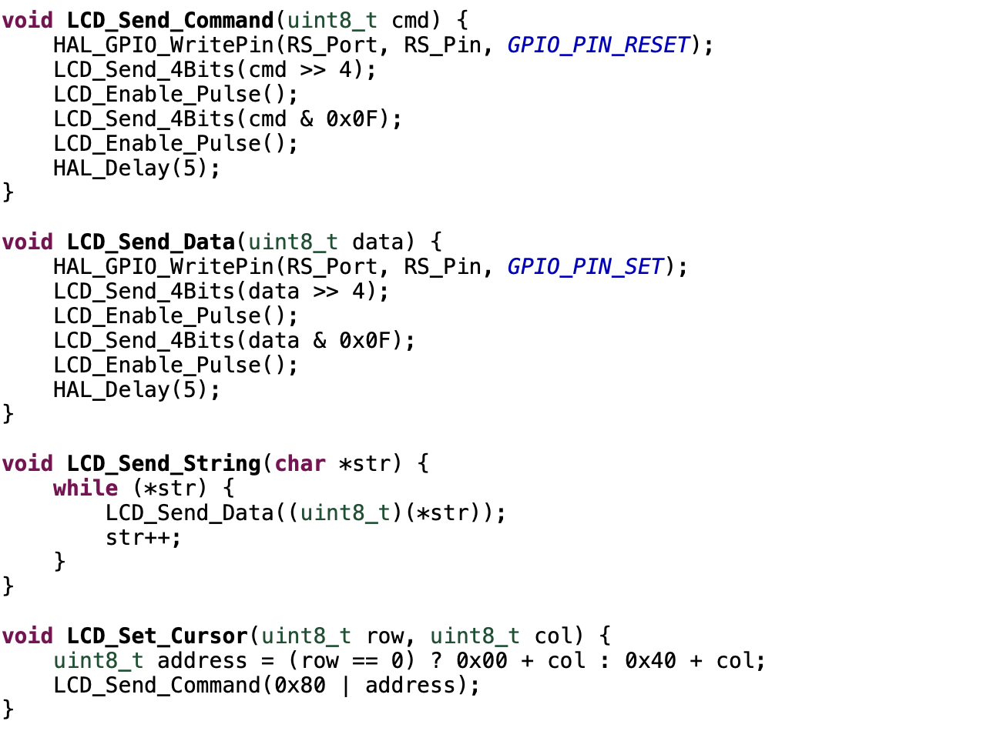 void LCD_Send_Command(uint8_t cmd) {
    HAL_GPIO_WritePin(RS_Port, RS_Pin, GPIO_PIN_RESET);
    LCD_Send_4Bits(cmd >> 4);
    LCD_Enable_Pulse();
    LCD_Send_4Bits(cmd & 0x0F);
    LCD_Enable_Pulse();
    HAL_Delay(5);
}

void LCD_Send_Data(uint8_t data) {
    HAL_GPIO_WritePin(RS_Port, RS_Pin, GPIO_PIN_SET);
    LCD_Send_4Bits(data >> 4);
    LCD_Enable_Pulse();
    LCD_Send_4Bits(data & 0x0F);
    LCD_Enable_Pulse();
    HAL_Delay(5);
}

void LCD_Send_String(char *str) {
    while (*str) {
        LCD_Send_Data((uint8_t)(*str));
        str++;
    }
}

void LCD_Set_Cursor(uint8_t row, uint8_t col) {
    uint8_t address = (row == 0) ? 0x00 + col : 0x40 + col;
    LCD_Send_Command(0x80 | address);
}